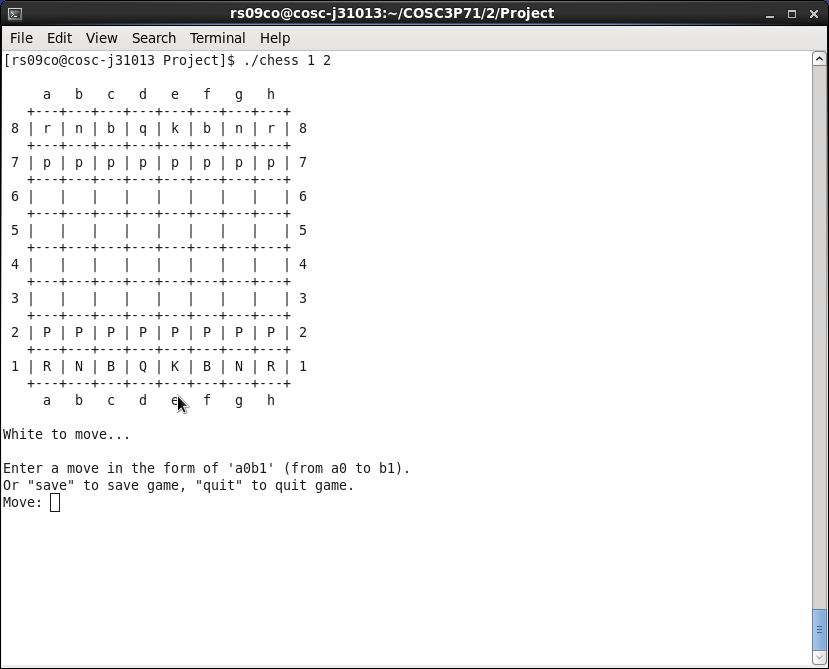 rs09co@cosc-j31013:~/COSC3P71/2/Project
File Edit View Search Terminal Help
[rs09co@cosc-j31013 Project]$ ./chess 1 2
     a   b   c   d   e   f   g   h
   +---+---+---+---+---+---+---+---+
 8 | r | n | b | q | k | b | n | r | 8
   +---+---+---+---+---+---+---+---+
 7 | p | p | p | p | p | p | p | p | 7
   +---+---+---+---+---+---+---+---+
 6 |   |   |   |   |   |   |   |   | 6
   +---+---+---+---+---+---+---+---+
 5 |   |   |   |   |   |   |   |   | 5
   +---+---+---+---+---+---+---+---+
 4 |   |   |   |   |   |   |   |   | 4
   +---+---+---+---+---+---+---+---+
 3 |   |   |   |   |   |   |   |   | 3
   +---+---+---+---+---+---+---+---+
 2 | P | P | P | P | P | P | P | P | 2
   +---+---+---+---+---+---+---+---+
 1 | R | N | B | Q | K | B | N | R | 1
   +---+---+---+---+---+---+---+---+
     a   b   c   d   e   f   g   h
White to move...
Enter a move in the form of 'a0b1' (from a0 to b1).
Or "save" to save game, "quit" to quit game.
Move: